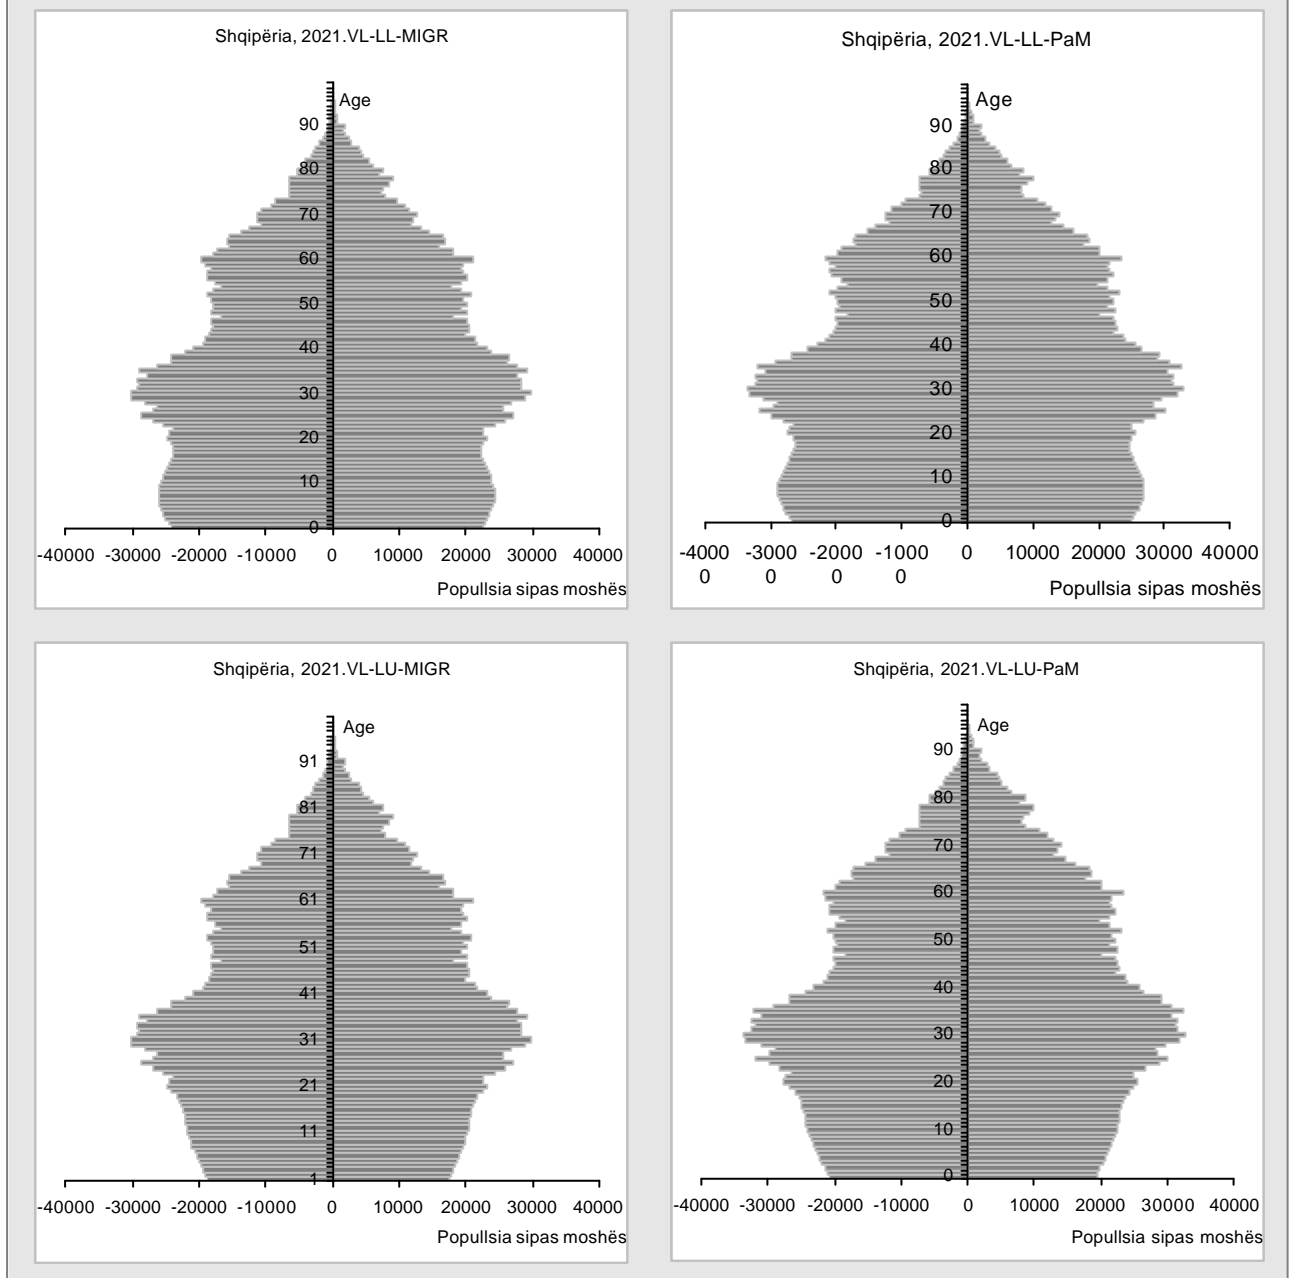 Shqipëria, 2021.VL-LL-MIGR
Age
90
80
70
60
50
40
30
20
10
0
-40000 -30000 -20000 -10000 0 10000 20000 30000 40000
Popullsia sipas moshës
Shqipëria, 2021.VL-LL-PaM
Age
90
80
70
60
50
40
30
20
10
0
-4000 -3000 -2000 -1000 0 10000 20000 30000 40000
0 0 0 0
Popullsia sipas moshës
Shqipëria, 2021.VL-LU-MIGR
Age
91
81
71
61
51
41
31
21
11
1
-40000 -30000 -20000 -10000 0 10000 20000 30000 40000
Popullsia sipas moshës
Shqipëria, 2021.VL-LU-PaM
Age
90
80
70
60
50
40
30
20
10
0
-40000 -30000 -20000 -10000 0 10000 20000 30000 40000
Popullsia sipas moshës